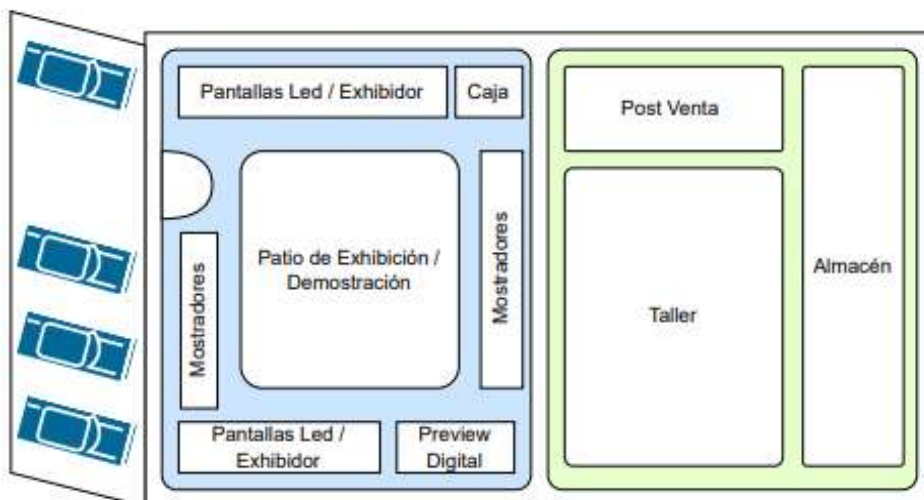 Pantallas Led / Exhibidor
Caja
Post Venta
Patio de Exhibición /
Demostración
Mostradores
Mostradores
Almacén
Taller
Pantallas Led /
Exhibidor
Preview
Digital